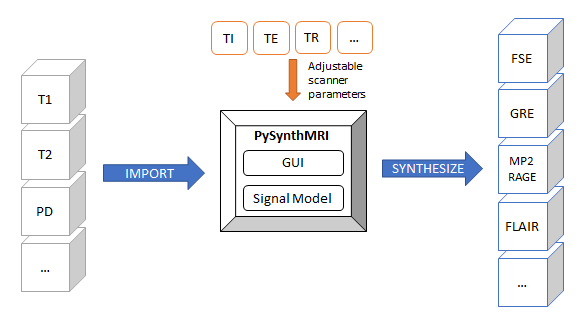 TI
TE
TR
...
Adjustable
scanner
parameters
T1
T2
PD
...
IMPORT
PySynthMRI
GUI
Signal Model
SYNTHESIZE
FSE
GRE
MP2
RAGE
FLAIR
...